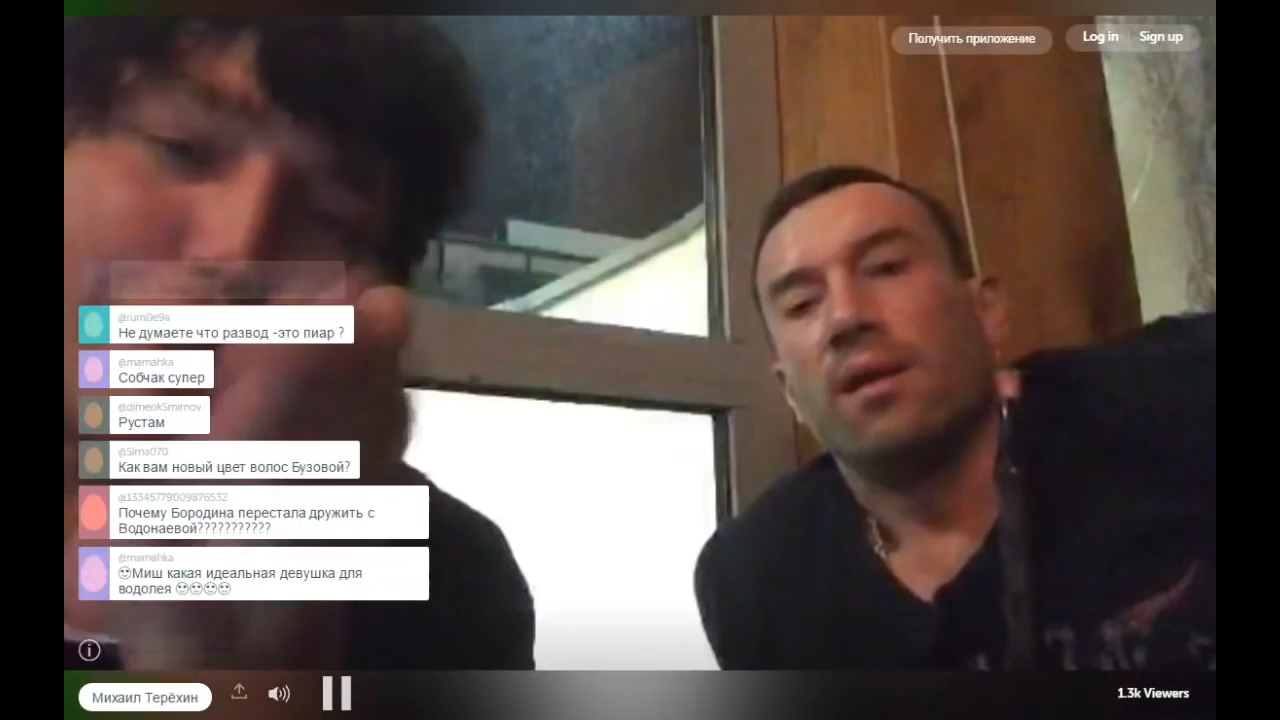 Получить приложение
Log in
Sign up
@rum0e9a
Не думаете что развод -это пиар ?
@mamahka
Собчак супер
@dimenkSmirnov
Рустам
@Sima070
Как вам новый цвет волос Бузовой?
@13345779009876532
Почему Бородина перестала дружить с
Водонаевой???????????
@mamahka
Миш какая идеальная девушка для
водолея
Михаил Терёхин
1.3k Viewers